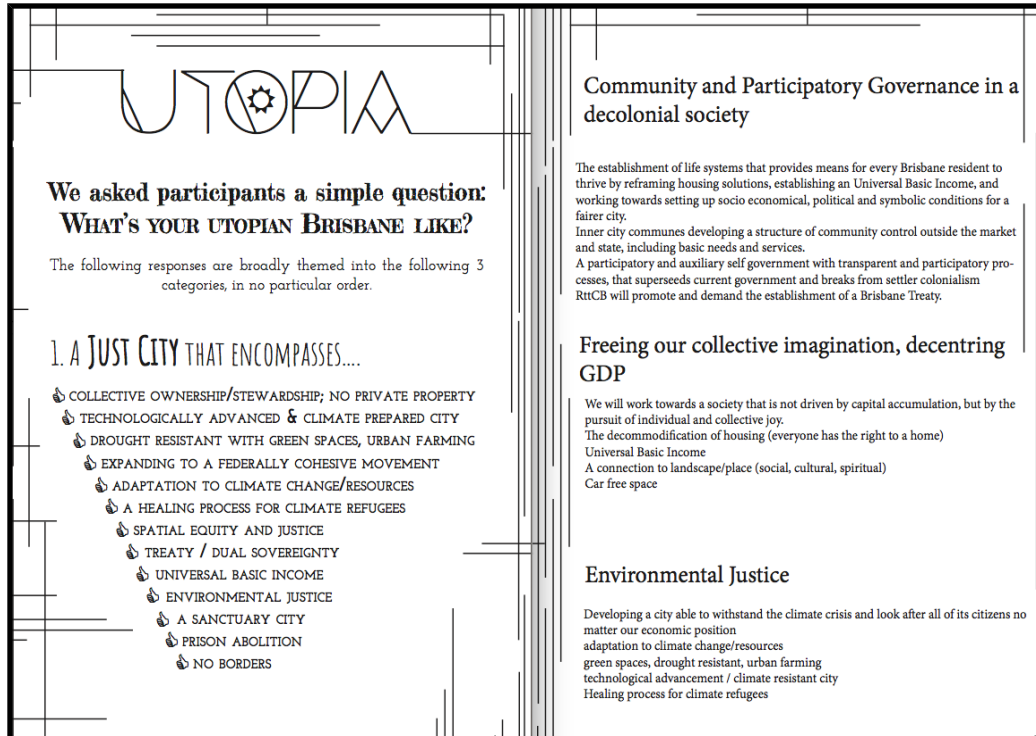 UTOPIA
We asked participants a simple question:
What's your utopian Brisbane like?
The following responses are broadly themed into the following 3
categories, in no particular order.
1. A JUST CITY THAT ENCOMPASSES....
COLLECTIVE OWNERSHIP/STEWARDSHIP; NO PRIVATE PROPERTY
TECHNOLOGICALLY ADVANCED & CLIMATE PREPARED CITY
DROUGHT RESISTANT WITH GREEN SPACES, URBAN FARMING
EXPANDING TO A FEDERALLY COHESIVE MOVEMENT
ADAPTATION TO CLIMATE CHANGE/RESOURCES
A HEALING PROCESS FOR CLIMATE REFUGEES
SPATIAL EQUITY AND JUSTICE
TREATY / DUAL SOVEREIGNTY
UNIVERSAL BASIC INCOME
ENVIRONMENTAL JUSTICE
A SANCTUARY CITY
PRISON ABOLITION
NO BORDERS
Community and Participatory Governance in a
decolonial society
The establishment of life systems that provides means for every Brisbane resident to
thrive by reframing housing solutions, establishing an Universal Basic Income, and
working towards setting up socio economical, political and symbolic conditions for a
fairer city.
Inner city communes developing a structure of community control outside the market
and state, including basic needs and services.
A participatory and auxiliary self government with transparent and participatory pro-
cesses, that superseeds current government and breaks from settler colonialism
RttCB will promote and demand the establishment of a Brisbane Treaty.
Freeing our collective imagination, decentring
GDP
We will work towards a society that is not driven by capital accumulation, but by the
pursuit of individual and collective joy.
The decommodification of housing (everyone has the right to a home)
Universal Basic Income
A connection to landscape/place (social, cultural, spiritual)
Car free space
Environmental Justice
Developing a city able to withstand the climate crisis and look after all of its citizens no
matter our economic position
adaptation to climate change/resources
green spaces, drought resistant, urban farming
technological advancement / climate resistant city
Healing process for climate refugees